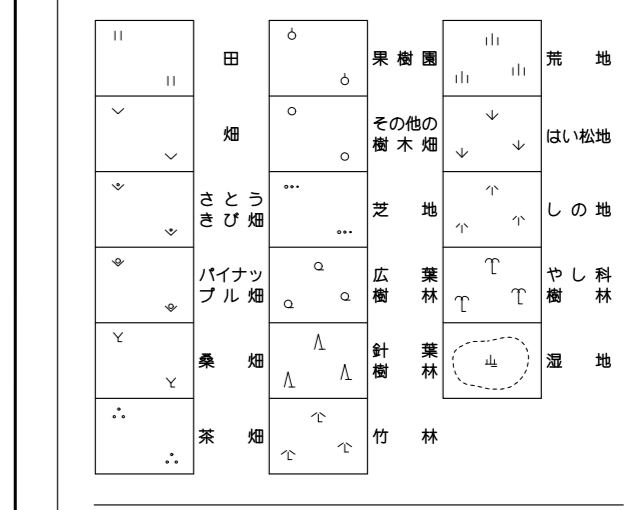 田
畑
さとう
きび畑
パイナッ
プル畑
桑畑
茶畑
果樹園
その他の
樹木畑
芝地
広葉
樹林
針葉
樹林
竹林
荒地
はい松地
しの地
やし科
樹林
湿地